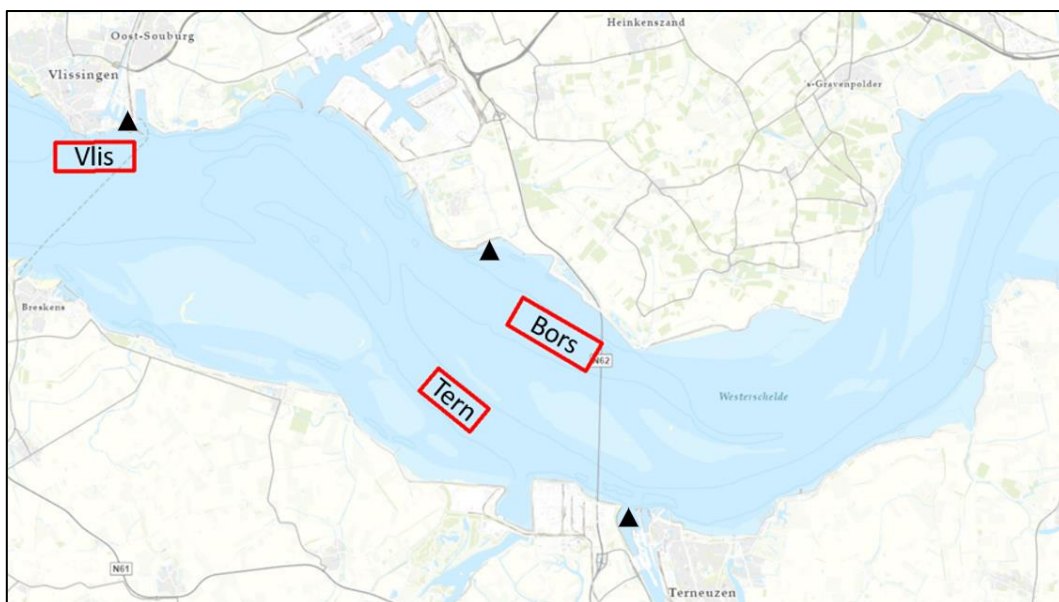 Oost-Souburg
Heinkenszand
Vlissingen
's-Gravenpolder
Vlis
Breskens
Bors
N62
Tern
Westerschelde
N61
Terneuzen